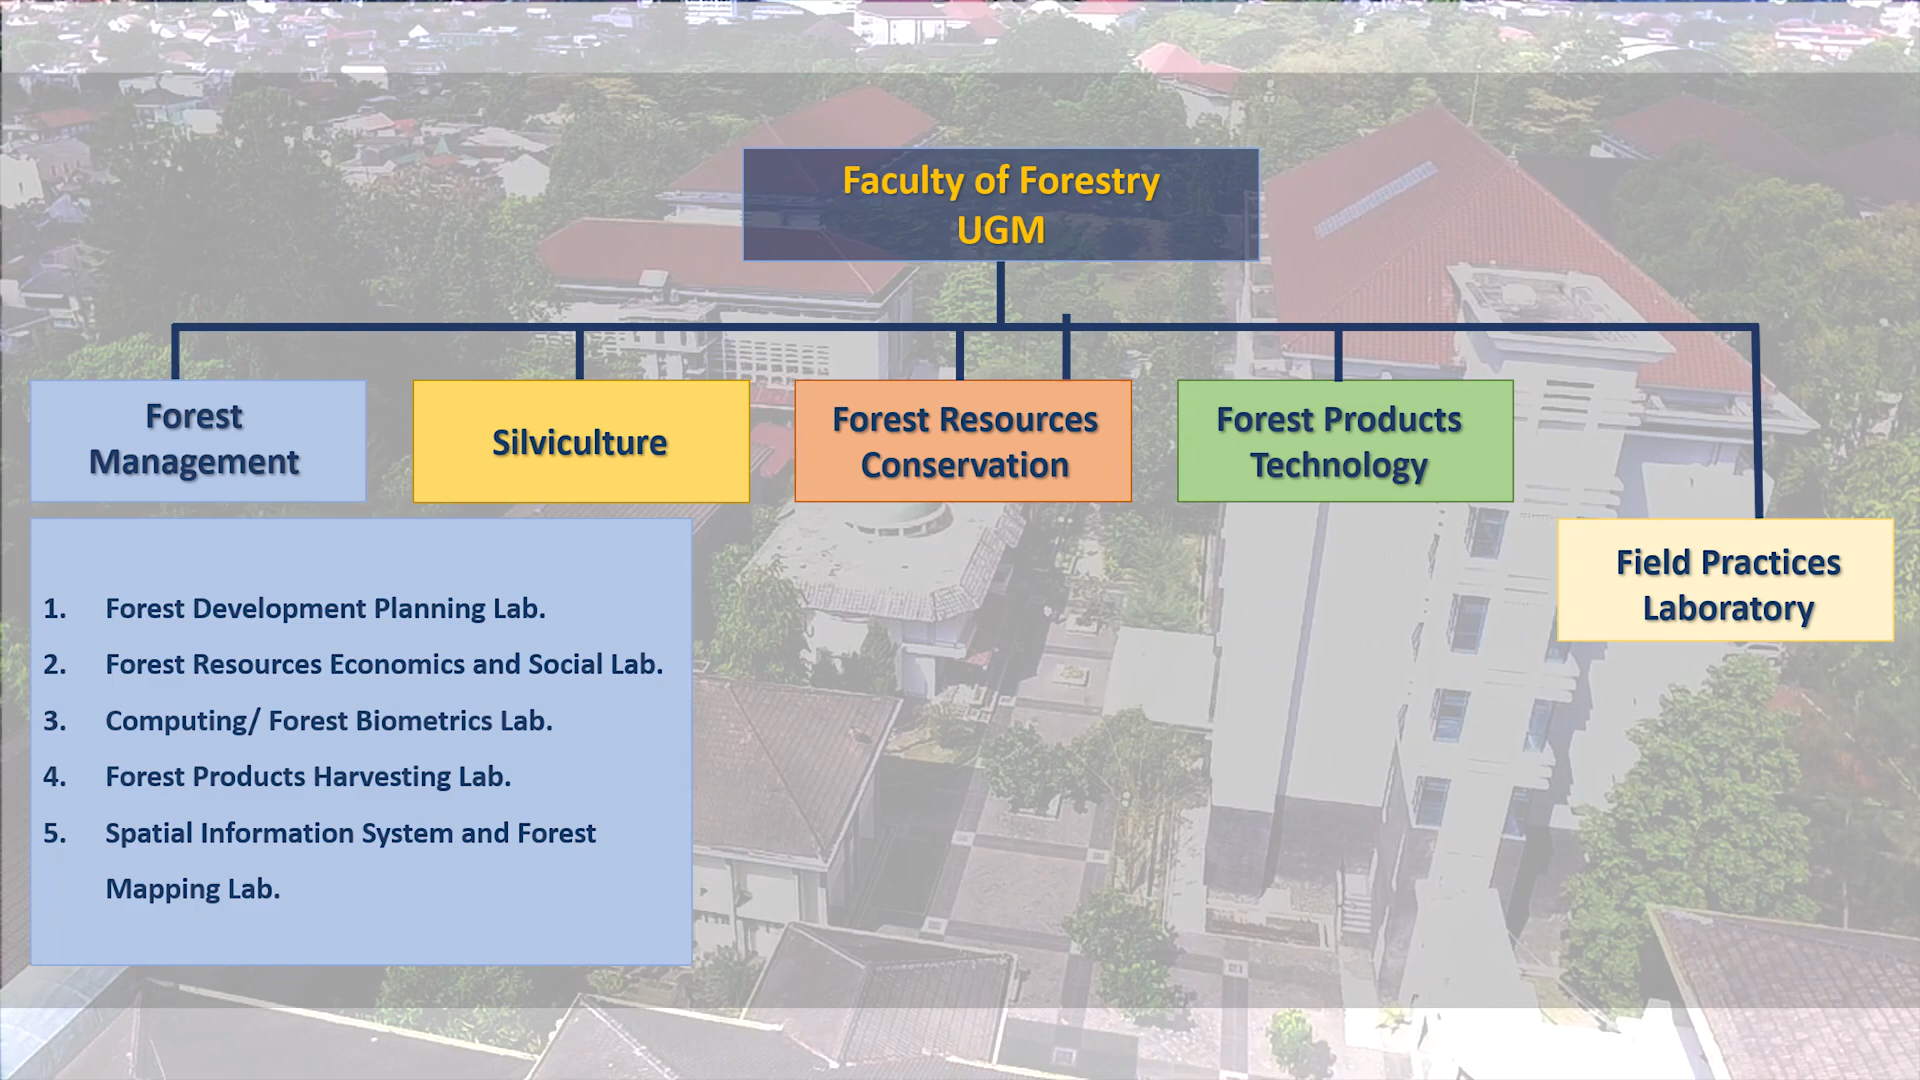 Faculty of Forestry
UGM
Forest
Management
Silviculture
Forest Resources
Conservation
Forest Products
Technology
Field Practices
Laboratory
1. Forest Development Planning Lab.
2. Forest Resources Economics and Social Lab.
3. Computing/ Forest Biometrics Lab.
4. Forest Products Harvesting Lab.
5. Spatial Information System and Forest
Mapping Lab.